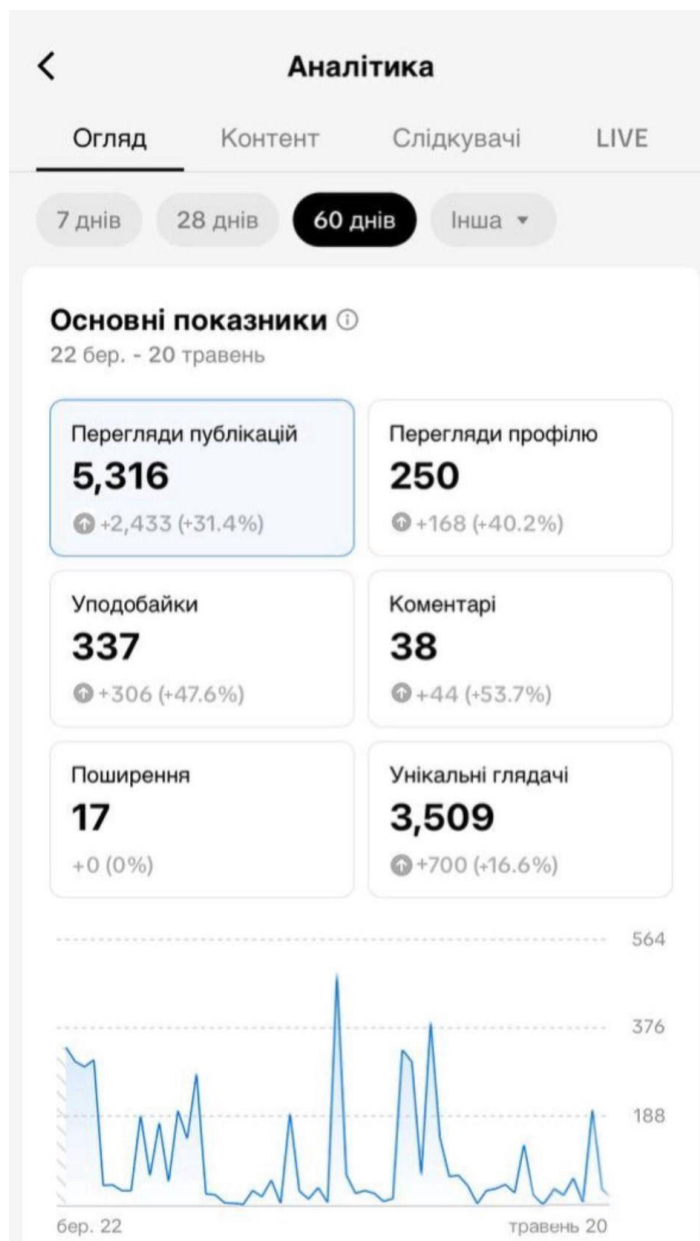 Аналітика
Огляд Контент Слідкувачі LIVE
7 днів 28 днів 60 днів Інша
Основні показники
22 бер. - 20 травень
Перегляди публікацій Перегляди профілю
5,316 250
+2,433 (+31.4%) +168 (+40.2%)
Уподобайки Коментарі
337 38
+306 (+47.6%) +44 (+53.7%)
Поширення Унікальні глядачі
17 3,509
+0 (0%) +700 (+16.6%)
564
376
188
бер. 22 травень 20